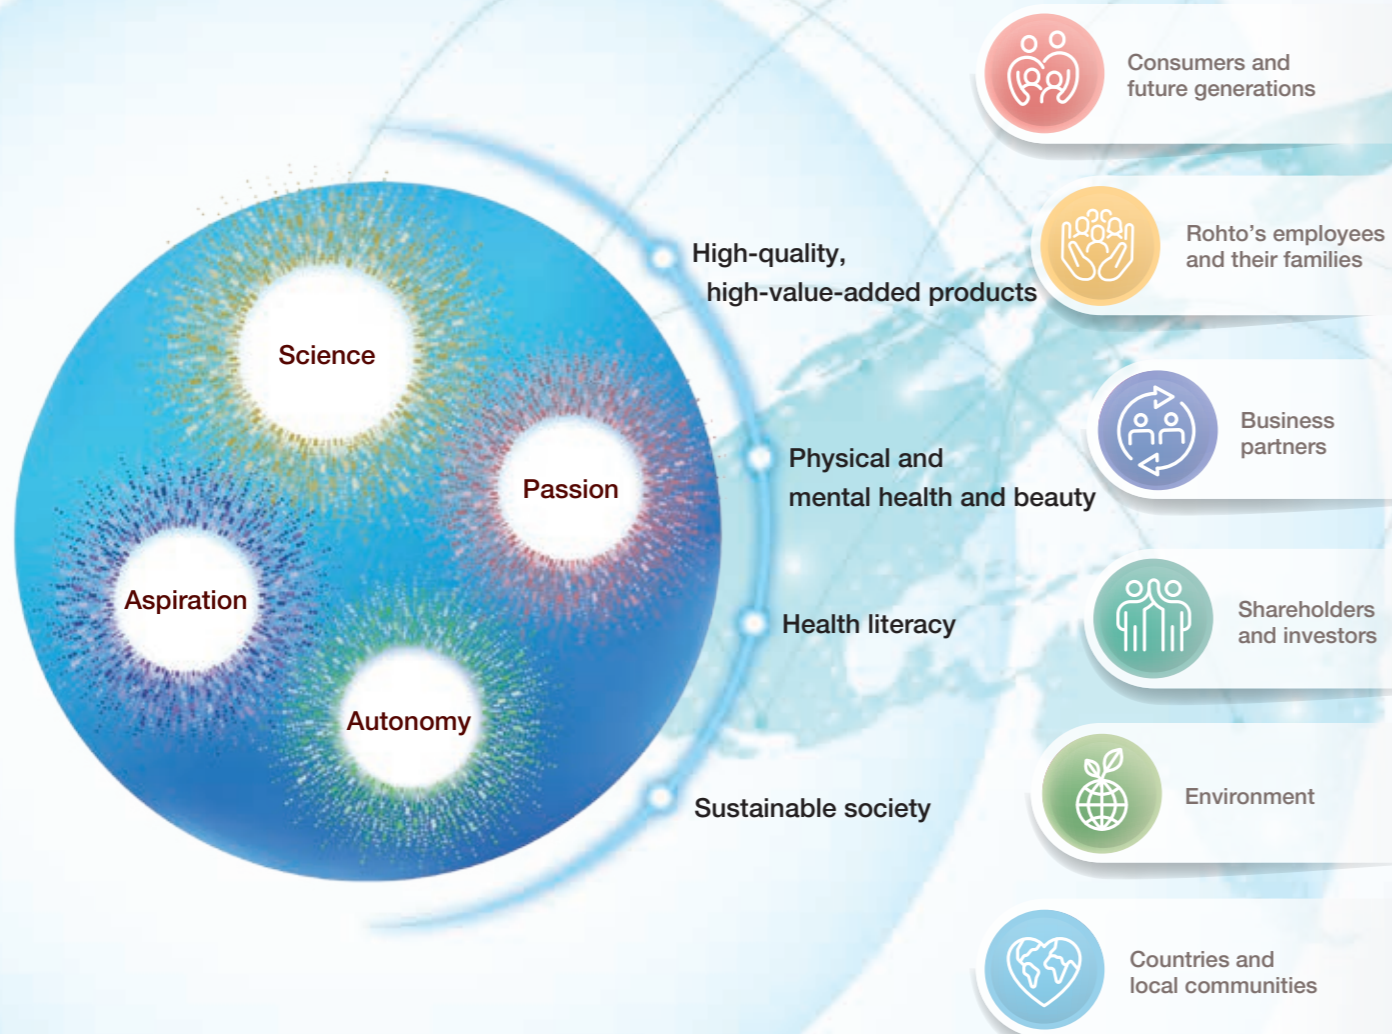 Science
Passion
Aspiration
Autonomy
High-quality,
high-value-added products
Physical and
mental health and beauty
Health literacy
Sustainable society
Consumers and
future generations
Rohto’s employees
and their families
Business
partners
Shareholders
and investors
Environment
Countries and
local communities